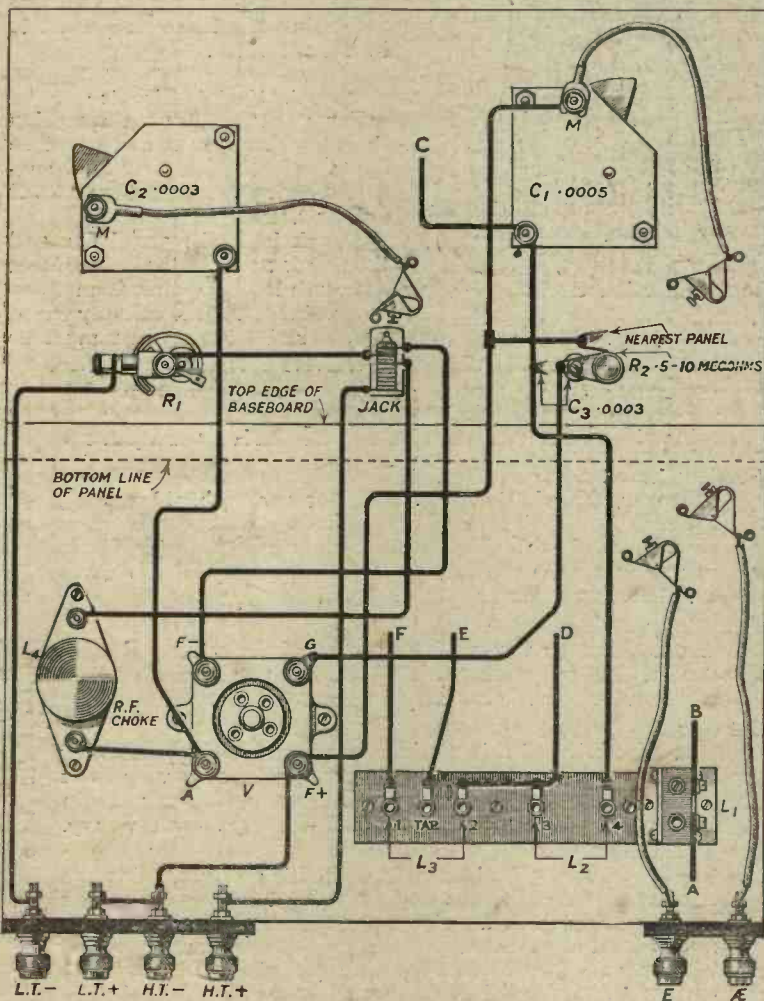 M
C
C2 .0003
C1 .0005
M
NEAREST PANEL
R2 .5-10 MEGOHMS
R1
TOP EDGE OF
BASEBOARD
JACK
C3 .0003
BOTTOM LINE
OF PANEL
F-
G
F
E
D
L4
B
R.F.
CHOKE
A
V
F+
1
TAP
2
3
4
L1
L3
L2
A
L.T.-
L.T.+
H.T.-
H.T.+
E
Æ